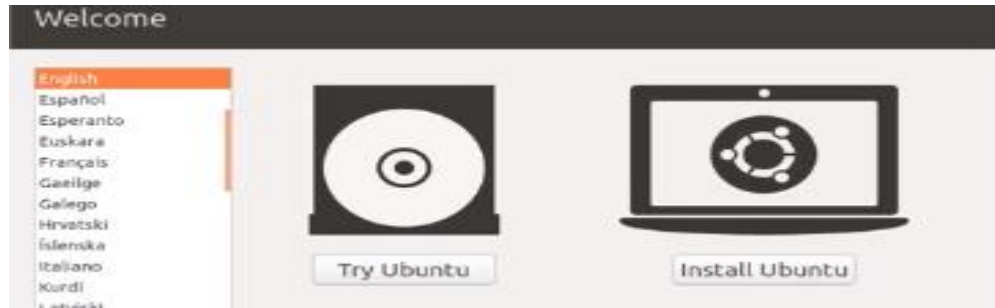 Welcome
English
Español
Esperanto
Euskara
Français
Gaeilge
Galego
Hrvatski
Íslenska
Italiano
Kurdî
Try Ubuntu
Install Ubuntu